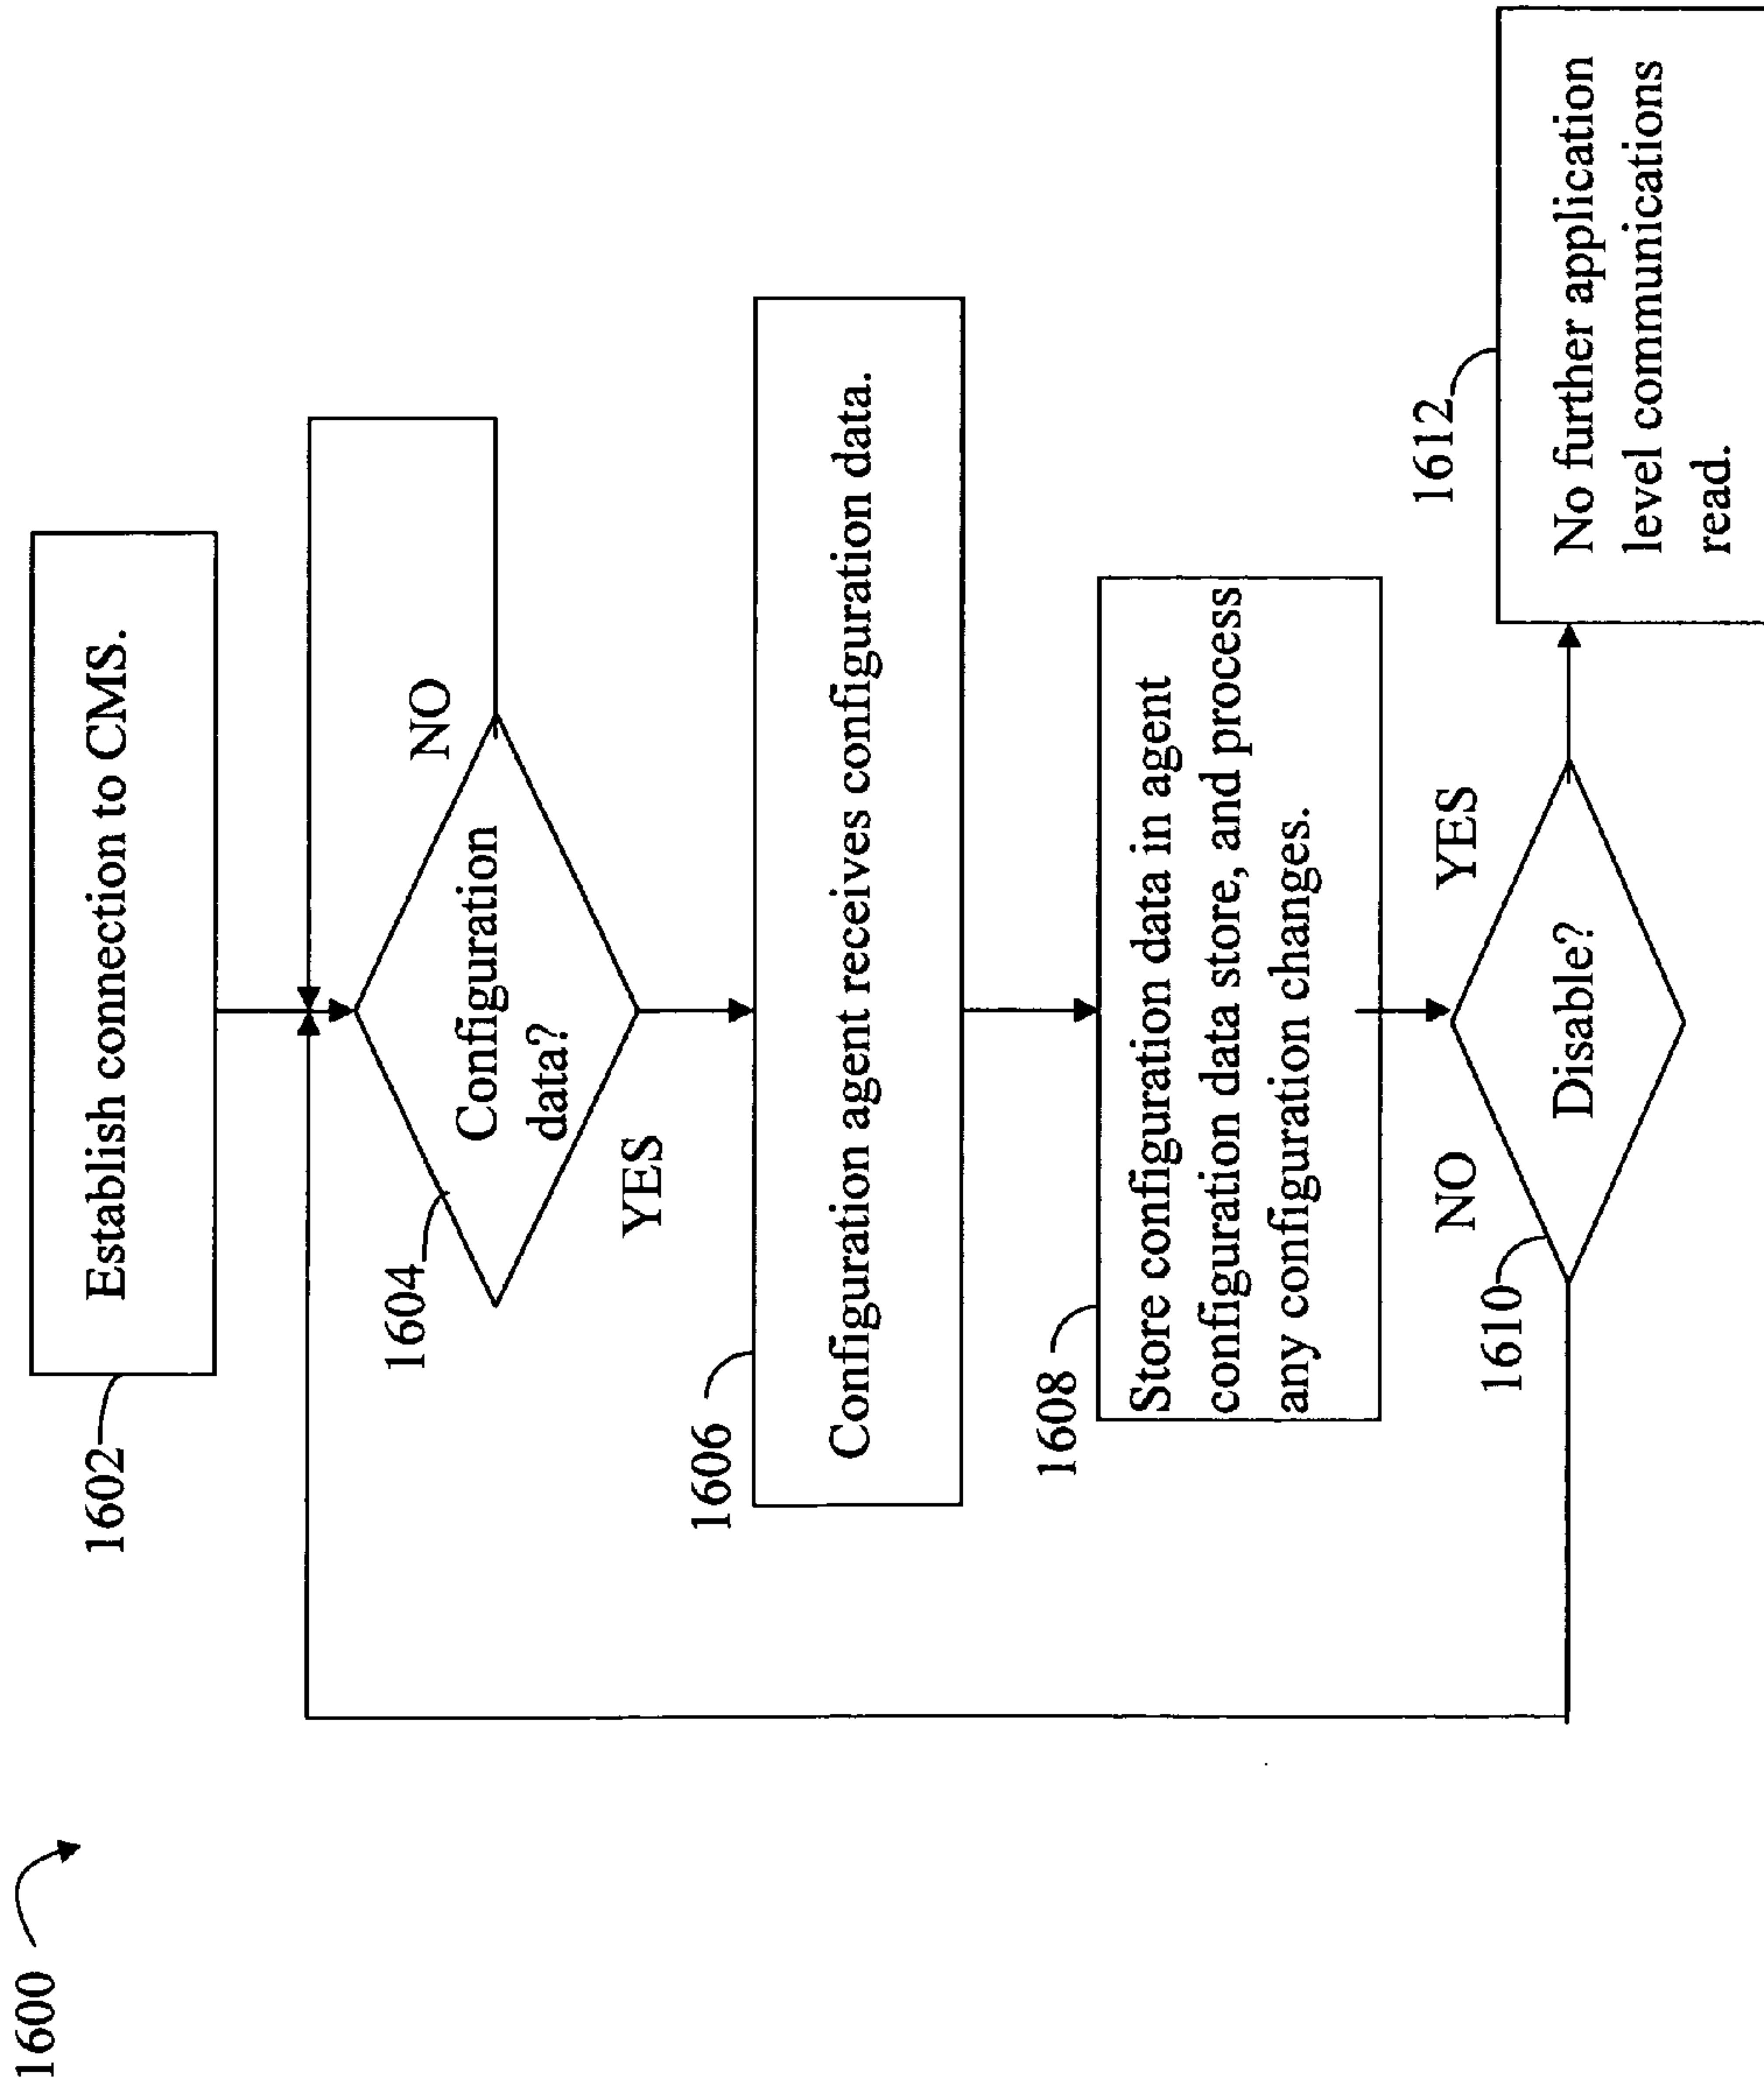 1600
1602
Establish connection to CMS.
1604
Configuration
data?
NO
YES
1606
Configuration agent receives configuration data.
1608
Store configuration data in agent
configuration data store, and process
any configuration changes.
1610
NO
Disable?
YES
1612
No further application
level communications
read.